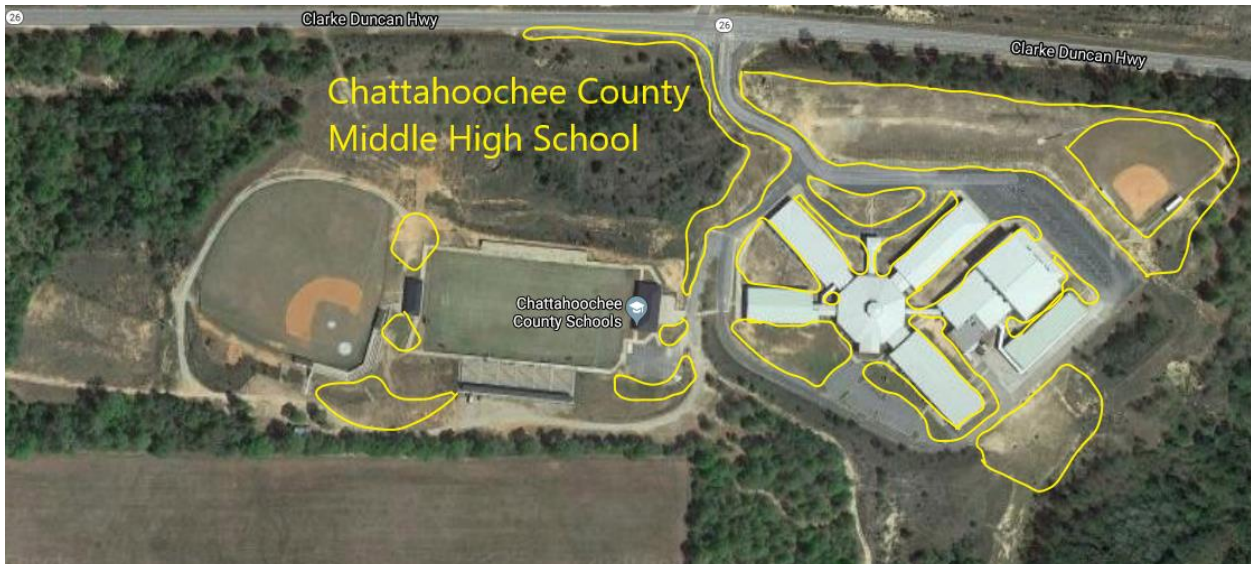 26
Clarke Duncan Hwy
26
Clarke Duncan Hwy
Chattahoochee County
Middle High School
Chattahoochee
County Schools